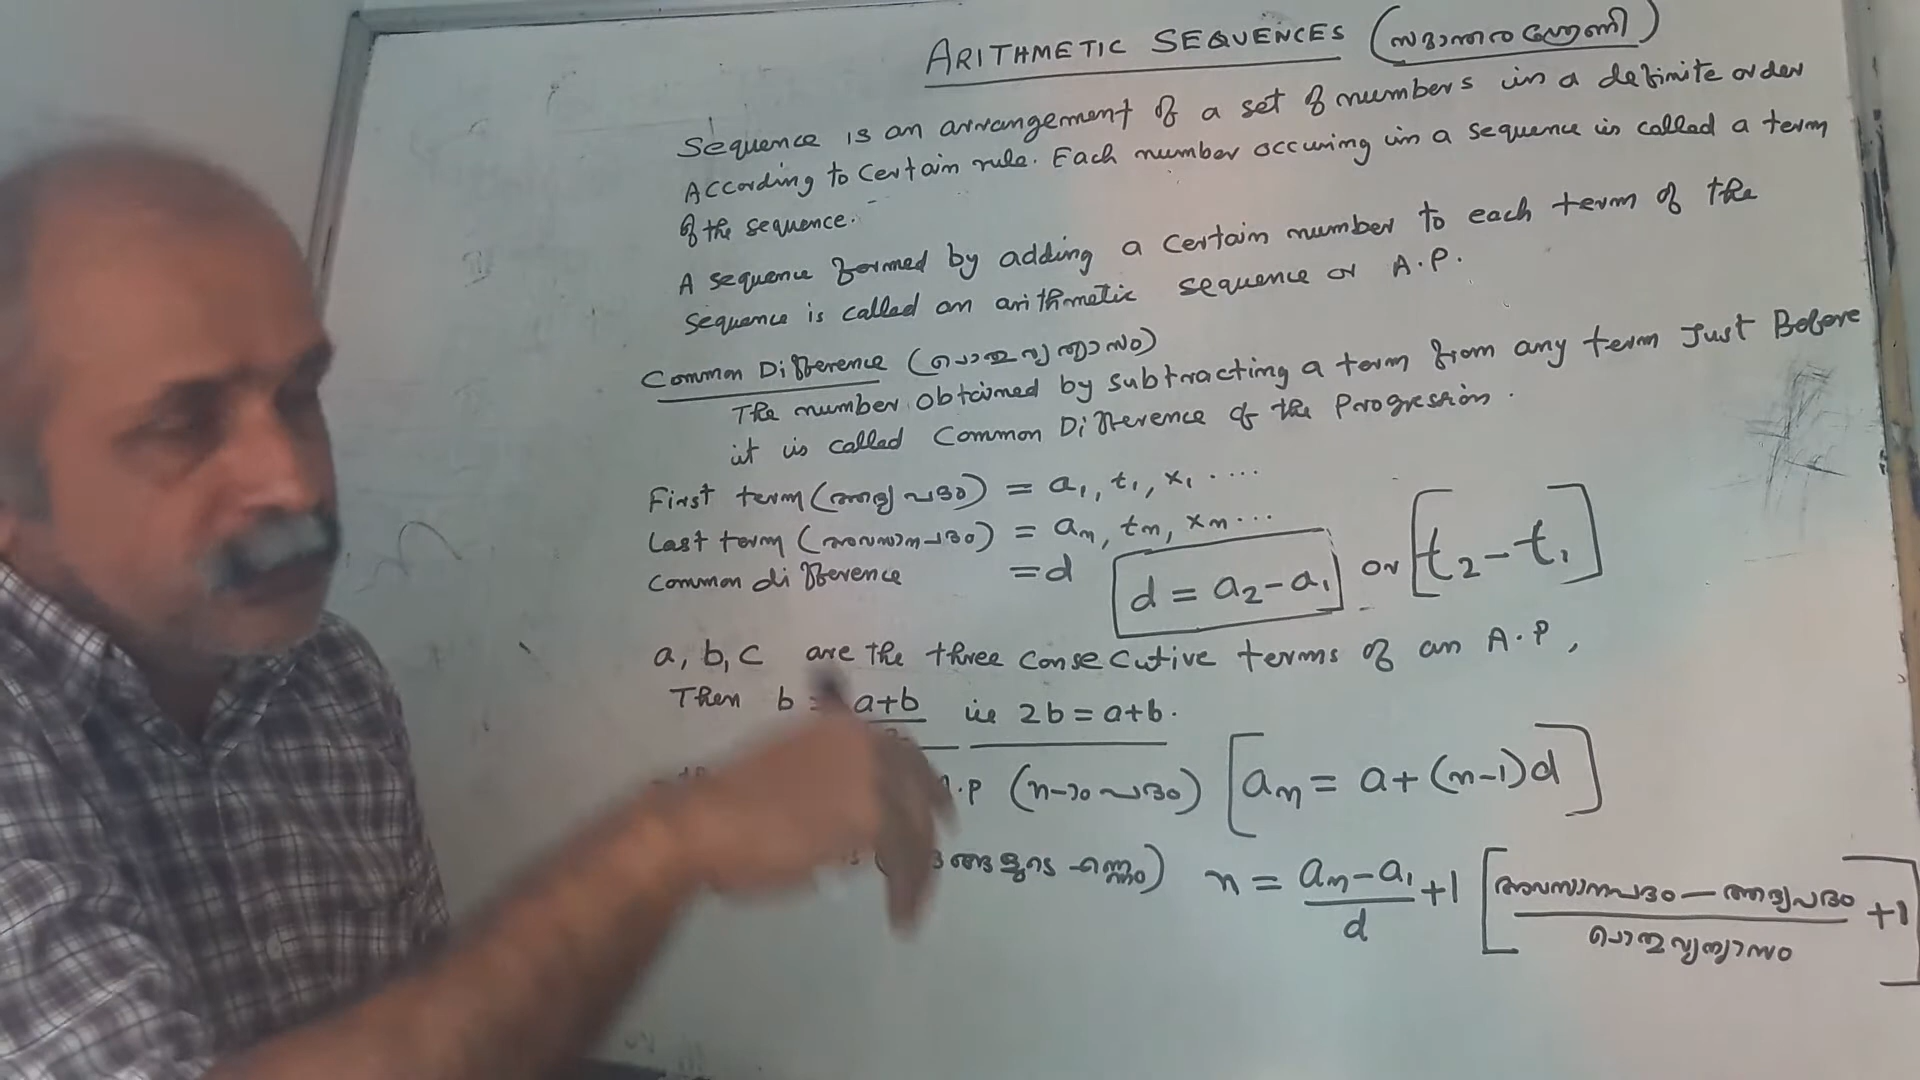 ARITHMETIC SEQUENCES (സമാന്തരശ്രേണി)
Sequence is an arrangement of a set of numbers in a definite order
According to certain rule. Each number occuring in a sequence is called a term
of the sequence.
A sequence formed by adding a certain number to each term of the
sequence is called an arithmetic sequence or A.P.
Common Difference (പൊതുവ്യത്യാസം)
The number obtained by subtracting a term from any term Just Before
it is called Common Difference of the Progression.
First term (ആദ്യപദം) = a₁, t₁, x₁ ....
Last term (അവസാനപദം) = aₙ, tₙ, xₙ...
Common difference = d d = a₂-a₁ or [t₂-t₁]
a, b, c are the three consecutive terms of an A.P,
Then b = a+b ie 2b = a+b.
A.P (n-ാം പദം) [aₙ = a+(n-1)d]
എണ്ണം) n = (aₙ-a₁)/d +1 [(അവസാനപദം - ആദ്യപദം)/പൊതുവ്യത്യാസം +1]